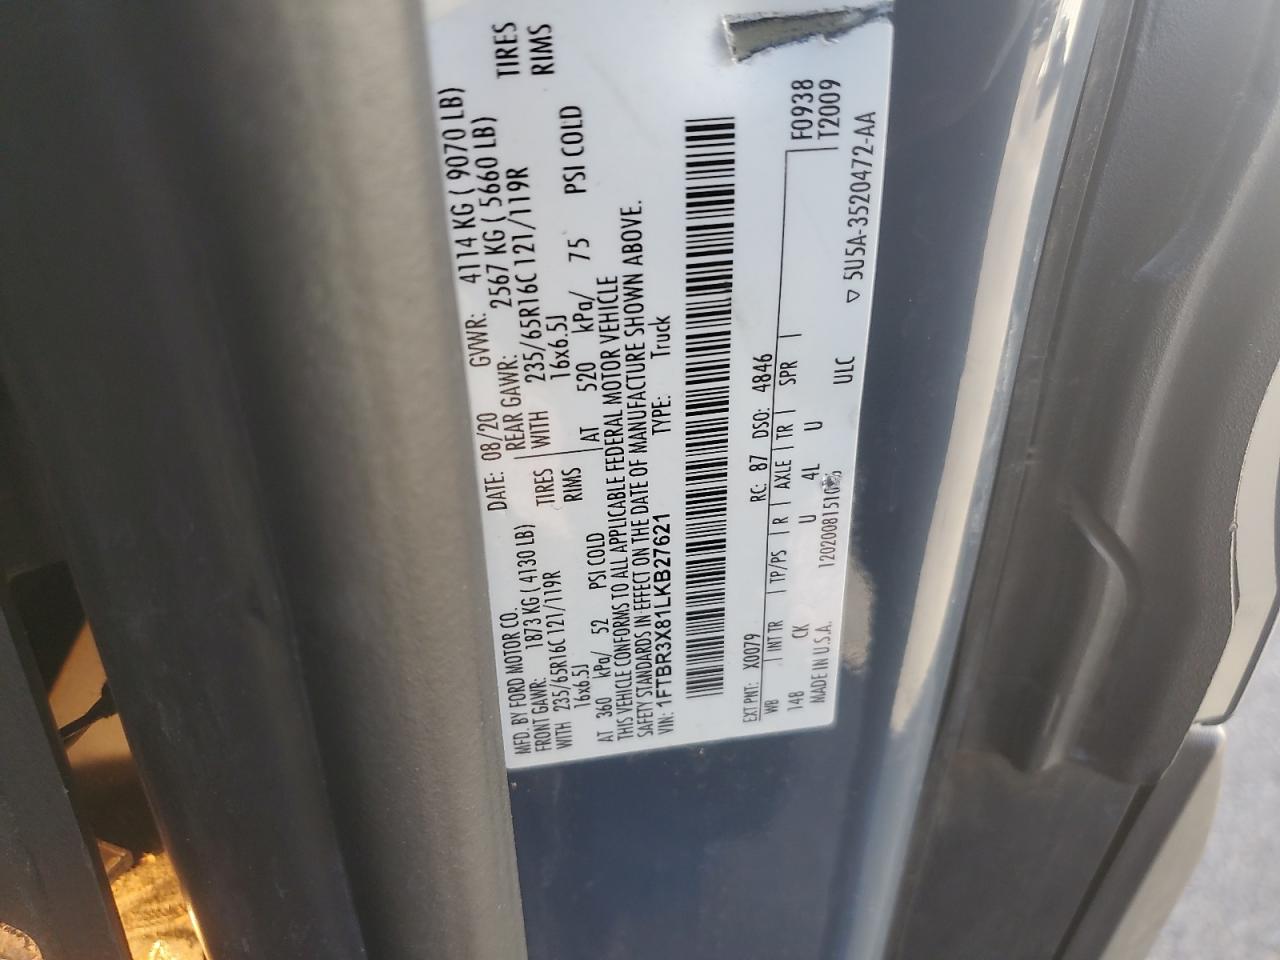 MFD. BY FORD MOTOR CO.
DATE: 08/20 GVWR: 4114 KG ( 9070 LB)
FRONT GAWR: 1873 KG ( 4130 LB) REAR GAWR: 2567 KG ( 5660 LB)
WITH 235/65R16C 121/119R TIRES WITH 235/65R16C 121/119R TIRES
16x6.5J RIMS 16x6.5J RIMS
AT 360 kPa/ 52 PSI COLD AT 520 kPa/ 75 PSI COLD
THIS VEHICLE CONFORMS TO ALL APPLICABLE FEDERAL MOTOR VEHICLE
SAFETY STANDARDS IN EFFECT ON THE DATE OF MANUFACTURE SHOWN ABOVE.
VIN: 1FTBR3X81LKB27621 TYPE: Truck
EXT PNT: X0079 RC: 87 DSO: 4846 F0938
WB INT TR TP/PS R AXLE TR SPR T2009
148 CK U 4L U
MADE IN U.S.A. ULC ▽ 5U5A-3520472-AA